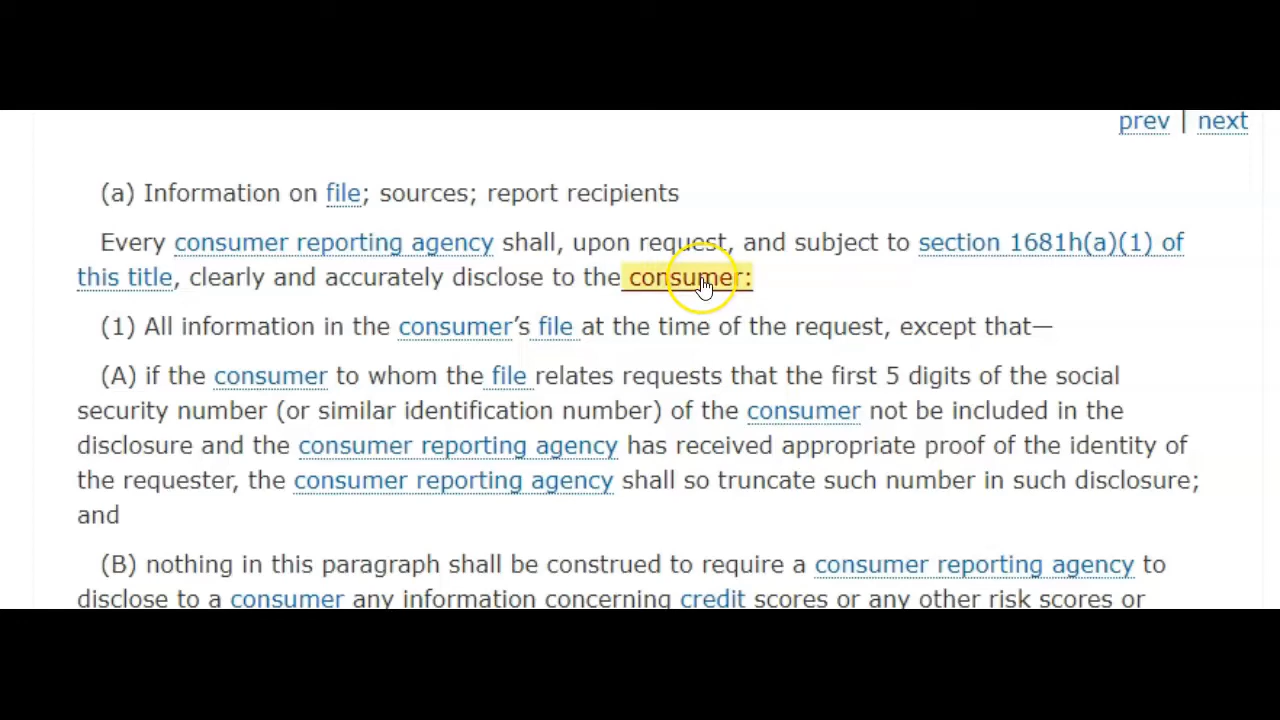 prev | next
(a) Information on file; sources; report recipients
Every consumer reporting agency shall, upon request, and subject to section 1681h(a)(1) of
this title, clearly and accurately disclose to the consumer:
(1) All information in the consumer’s file at the time of the request, except that—
(A) if the consumer to whom the file relates requests that the first 5 digits of the social
security number (or similar identification number) of the consumer not be included in the
disclosure and the consumer reporting agency has received appropriate proof of the identity of
the requester, the consumer reporting agency shall so truncate such number in such disclosure;
and
(B) nothing in this paragraph shall be construed to require a consumer reporting agency to
disclose to a consumer any information concerning credit scores or any other risk scores or